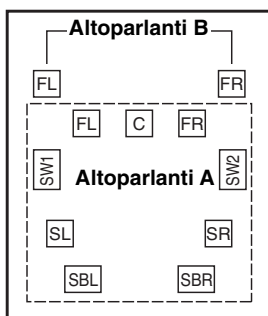 Altoparlanti B
FL FR
FL C FR
SW1 Altoparlanti A SW2
SL SR
SBL SBR